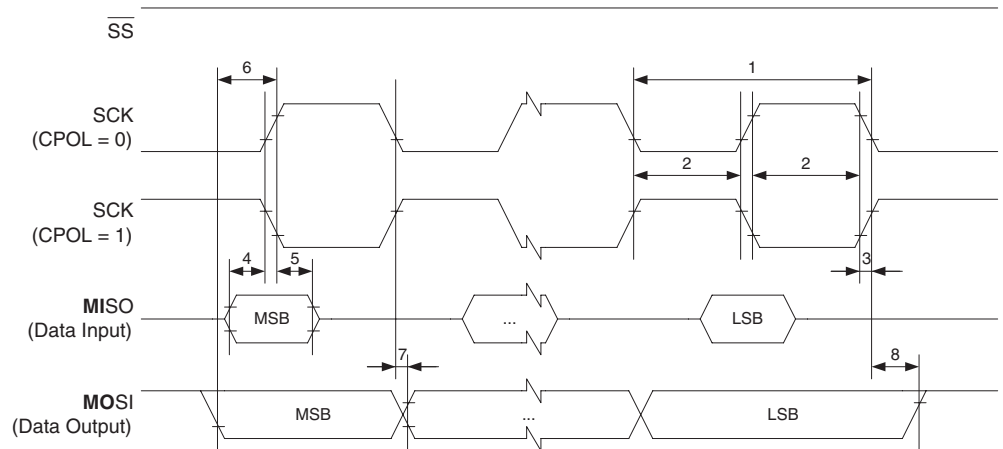 SS
6
1
SCK
(CPOL = 0)
2
2
SCK
(CPOL = 1)
4
5
3
MISO
(Data Input)
MSB
...
LSB
7
8
MOSI
(Data Output)
MSB
...
LSB